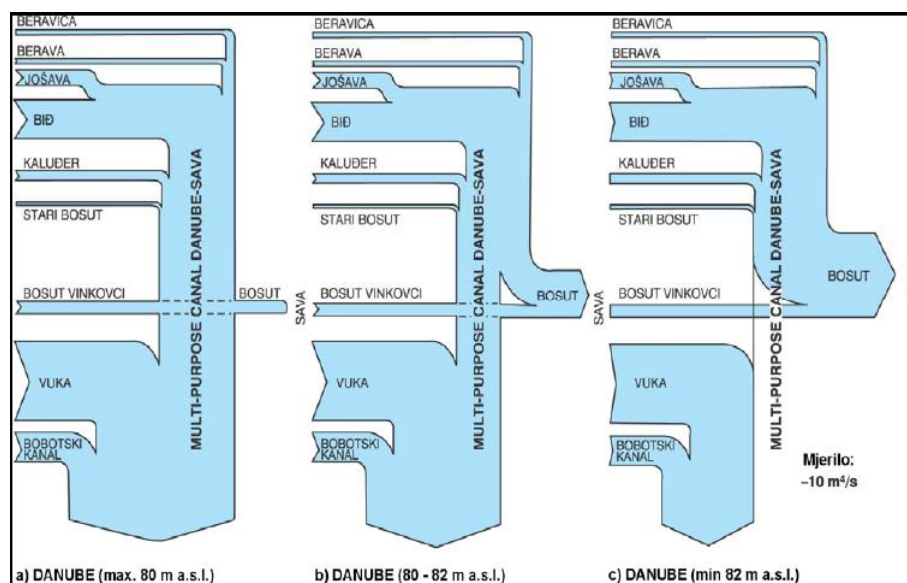 BERAVICA
BERAVA
JOŠAVA
BIĐ
KALUĐER
STARI BOSUT
BOSUT VINKOVCI
BOSUT
SAVA
VUKA
BOBOTSKI
KANAL
MULTI-PURPOSE CANAL DANUBE-SAVA
a) DANUBE (max. 80 m a.s.l.)
BERAVICA
BERAVA
JOŠAVA
BIĐ
KALUĐER
STARI BOSUT
BOSUT VINKOVCI
BOSUT
SAVA
VUKA
BOBOTSKI
KANAL
MULTI-PURPOSE CANAL DANUBE-SAVA
b) DANUBE (80 - 82 m a.s.l.)
BERAVICA
BERAVA
JOŠAVA
BIĐ
KALUĐER
STARI BOSUT
BOSUT VINKOVCI
BOSUT
VUKA
BOBOTSKI
KANAL
MULTI-PURPOSE CANAL DANUBE-SAVA
Mjerilo:
~10 m⁴/s
c) DANUBE (min 82 m a.s.l.)